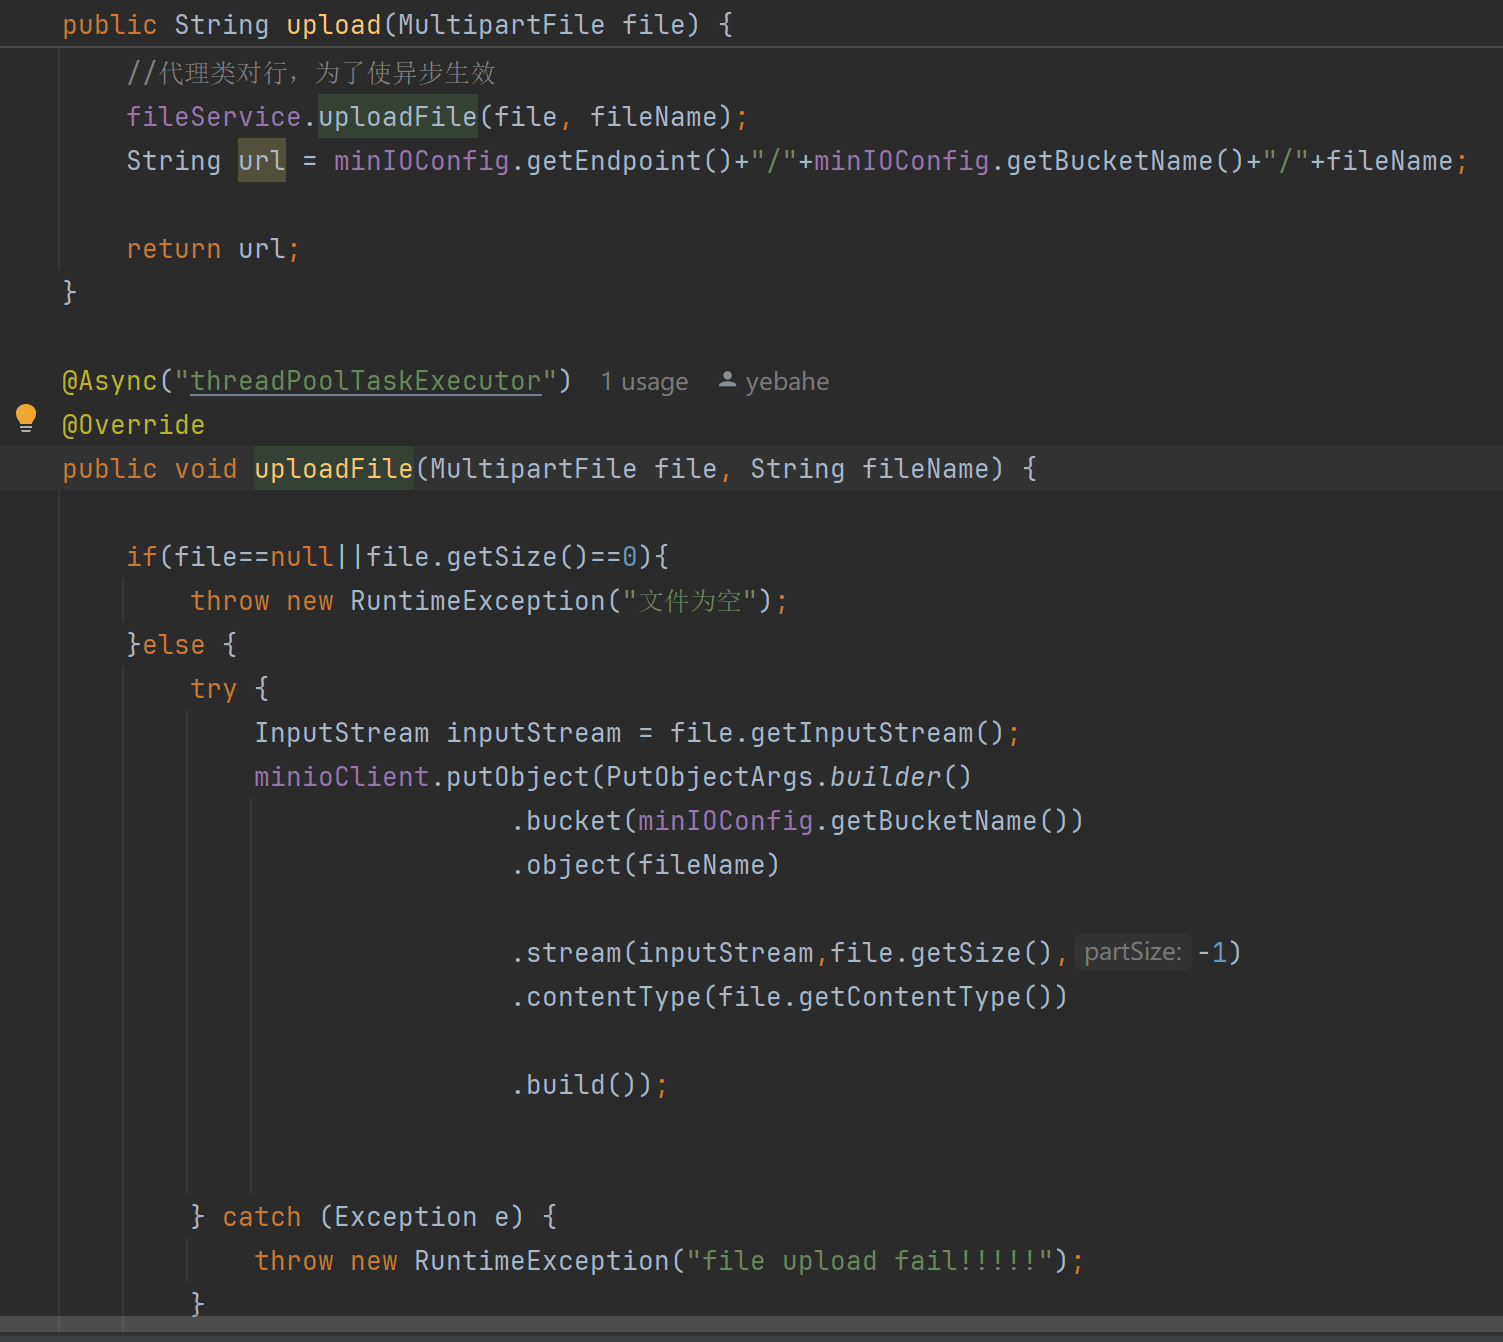 public String upload(MultipartFile file) {
//代理类对行，为了使异步生效
fileService.uploadFile(file, fileName);
String url = minIOConfig.getEndpoint()+"/"+minIOConfig.getBucketName()+"/"+fileName;
return url;
}
@Async("threadPoolTaskExecutor") 1 usage yebahe
@Override
public void uploadFile(MultipartFile file, String fileName) {
if(file==null||file.getSize()==0){
throw new RuntimeException("文件为空");
}else {
try {
InputStream inputStream = file.getInputStream();
minioClient.putObject(PutObjectArgs.builder()
.bucket(minIOConfig.getBucketName())
.object(fileName)
.stream(inputStream,file.getSize(), partSize: -1)
.contentType(file.getContentType())
.build());
} catch (Exception e) {
throw new RuntimeException("file upload fail!!!!!");
}